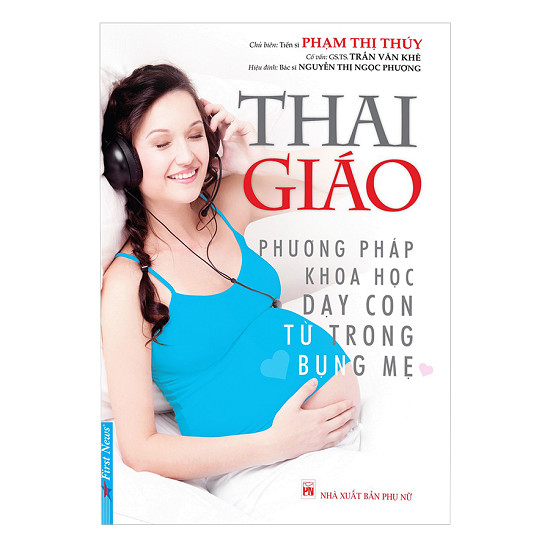 Chủ biên: Tiến sĩ PHẠM THỊ THÚY
Cố vấn: GS.TS. TRẦN VĂN KHÊ
Hiệu đính: Bác sĩ NGUYỄN THỊ NGỌC PHƯỢNG
THAI
GIÁO
PHƯƠNG PHÁP
KHOA HỌC
DẠY CON
TỪ TRONG
BỤNG MẸ
First News
NHÀ XUẤT BẢN PHỤ NỮ